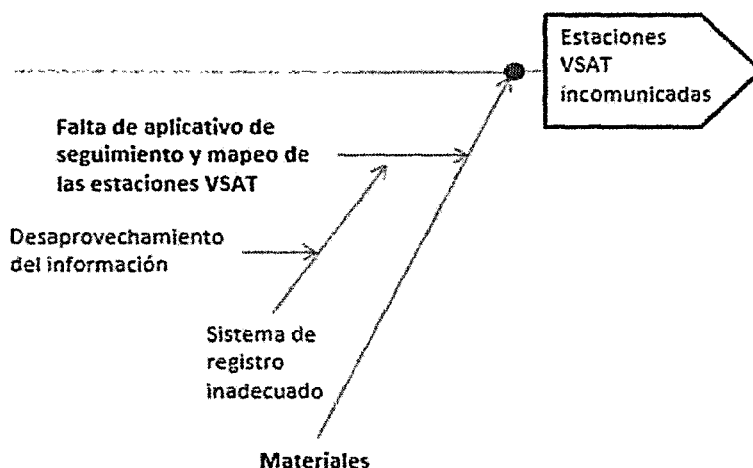 Estaciones
VSAT
incomunicadas
Falta de aplicativo de
seguimiento y mapeo de
las estaciones VSAT
Desaprovechamiento
del información
Sistema de
registro
inadecuado
Materiales